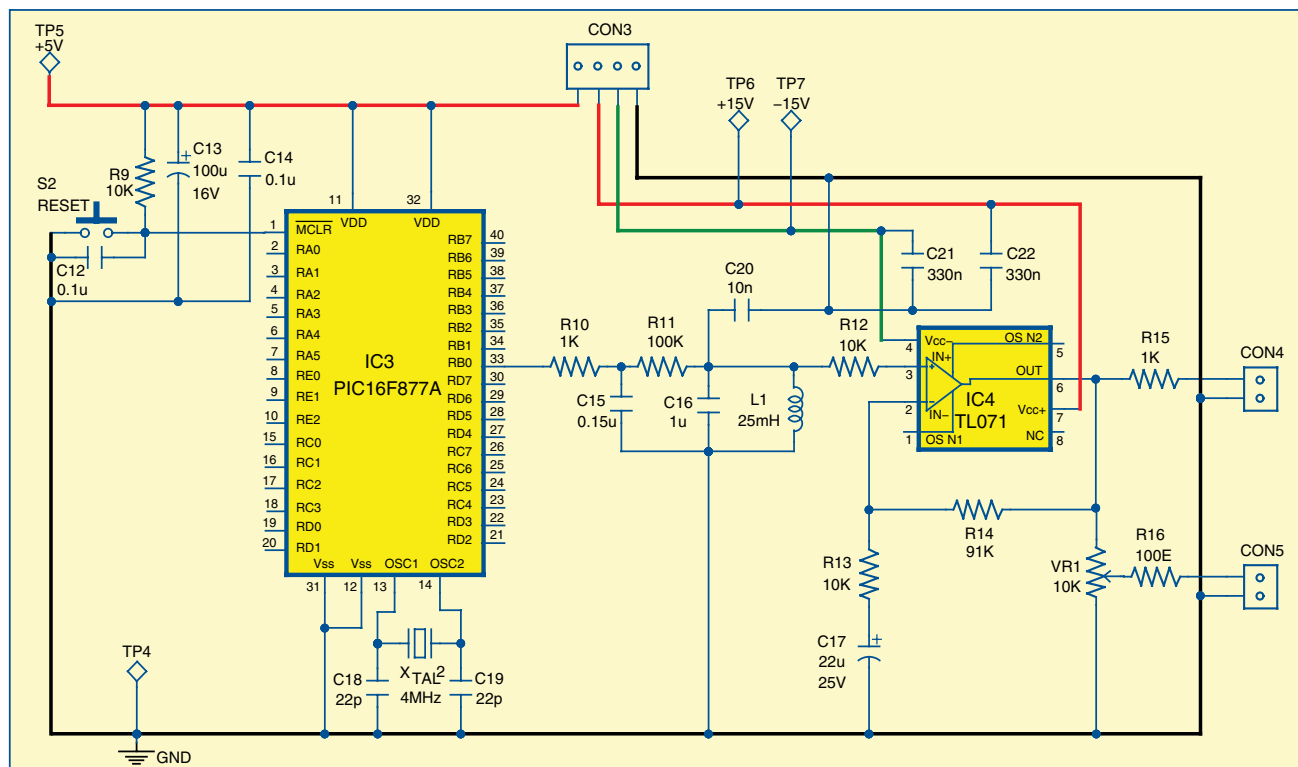 TP5
+5V
CON3
TP6
+15V
TP7
−15V
R9
10K
C13
100u
16V
+
C14
0.1u
S2
RESET
C12
0.1u
11
VDD
32
VDD
1
MCLR
2
RA0
3
RA1
4
RA2
5
RA3
6
RA4
7
RA5
8
RE0
9
RE1
10
RE2
15
RC0
16
RC1
17
RC2
18
RC3
19
RD0
20
RD1
RB7
40
RB6
39
RB5
38
RB4
37
RB3
36
RB2
35
RB1
34
RB0
33
RD7
30
RD6
29
RD5
28
RD4
27
RC7
26
RC6
25
RC5
24
RC4
23
RD3
22
RD2
21
IC3
PIC16F877A
Vss
Vss
OSC1
OSC2
31
12
13
14
XTAL2
4MHz
C18
22p
C19
22p
TP4
GND
R10
1K
R11
100K
C20
10n
R12
10K
C15
0.15u
C16
1u
L1
25mH
C21
330n
C22
330n
4
Vcc−
OS N2
5
IN+
3
+
OUT
6
2
−
IN−
IC4
TL071
Vcc+
7
1
OS N1
NC
8
R15
1K
CON4
R14
91K
R13
10K
C17
22u
25V
+
VR1
10K
R16
100E
CON5